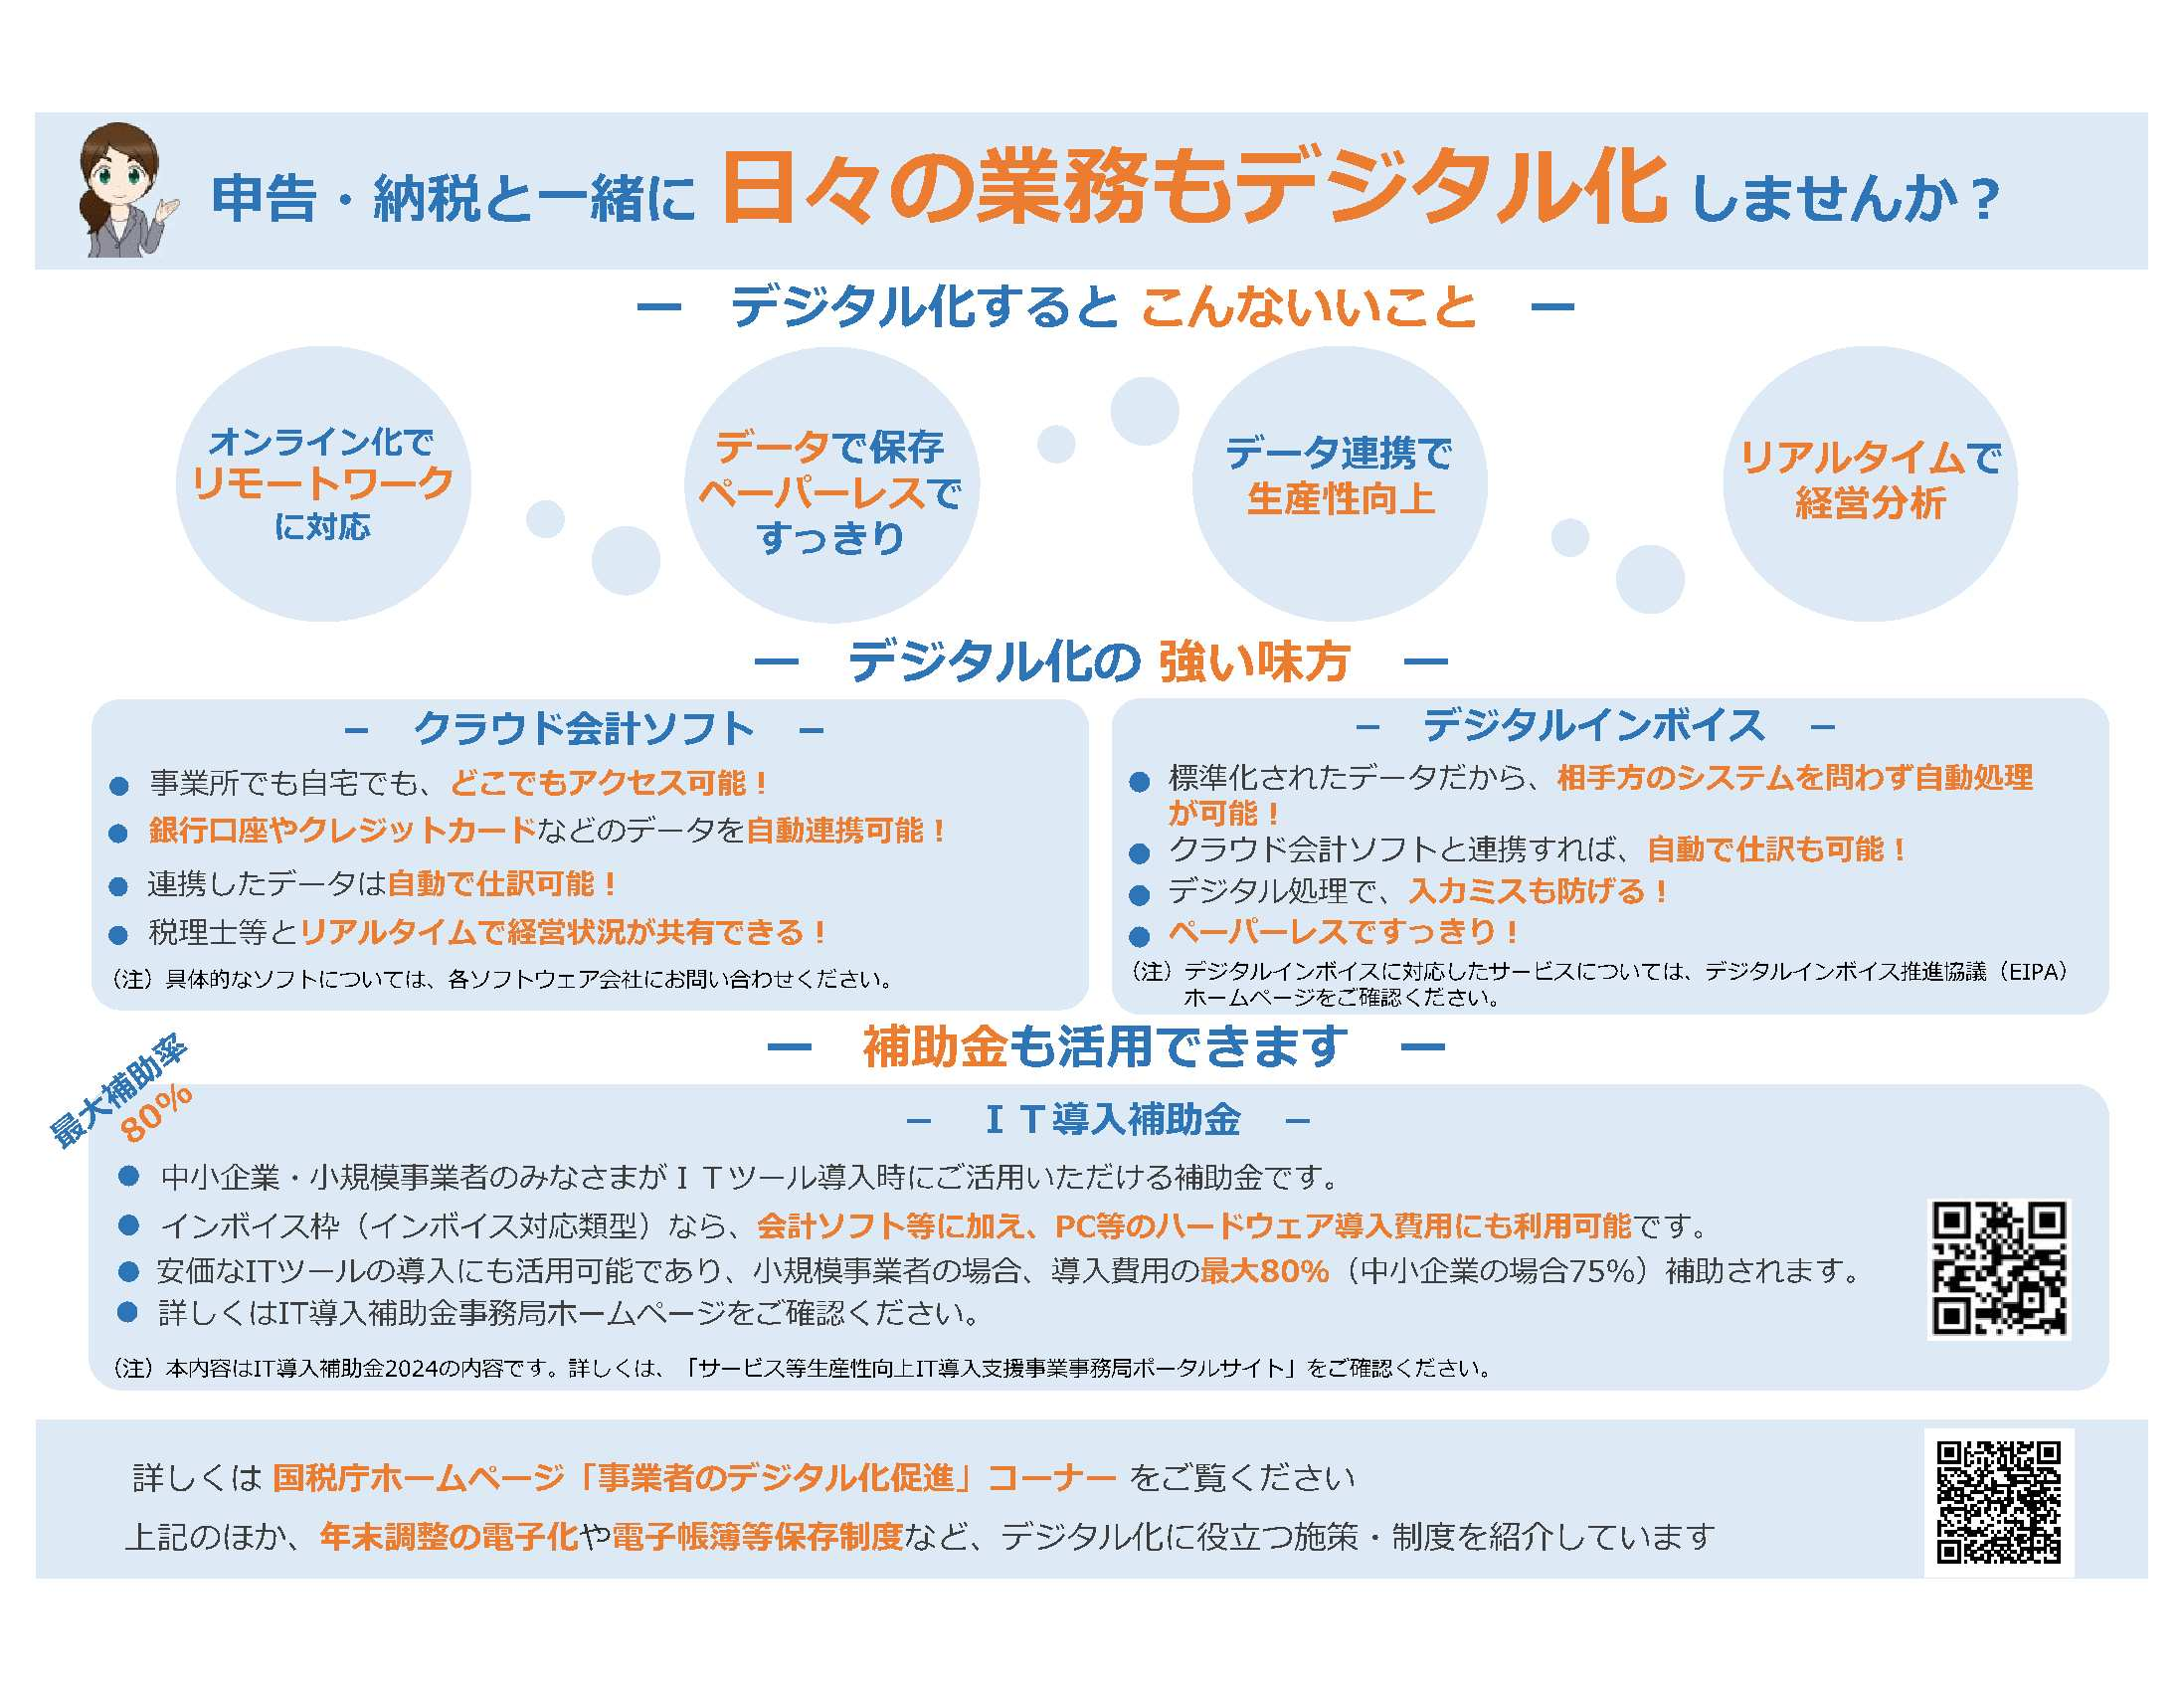 申告・納税と一緒に 日々の業務もデジタル化 しませんか？
― デジタル化すると こんないいこと ―
オンライン化で
リモートワーク
に対応
データで保存
ペーパーレスで
すっきり
データ連携で
生産性向上
リアルタイムで
経営分析
― デジタル化の 強い味方 ―
－ クラウド会計ソフト －
● 事業所でも自宅でも、どこでもアクセス可能！
● 銀行口座やクレジットカードなどのデータを自動連携可能！
● 連携したデータは自動で仕訳可能！
● 税理士等とリアルタイムで経営状況が共有できる！
（注）具体的なソフトについては、各ソフトウェア会社にお問い合わせください。
－ デジタルインボイス －
● 標準化されたデータだから、相手方のシステムを問わず自動処理
が可能！
● クラウド会計ソフトと連携すれば、自動で仕訳も可能！
● デジタル処理で、入力ミスも防げる！
● ペーパーレスですっきり！
（注）デジタルインボイスに対応したサービスについては、デジタルインボイス推進協議（EIPA）
ホームページをご確認ください。
― 補助金も活用できます ―
最大補助率
80%
－ ＩＴ導入補助金 －
● 中小企業・小規模事業者のみなさまがＩＴツール導入時にご活用いただける補助金です。
● インボイス枠（インボイス対応類型）なら、会計ソフト等に加え、PC等のハードウェア導入費用にも利用可能です。
● 安価なITツールの導入にも活用可能であり、小規模事業者の場合、導入費用の最大80%（中小企業の場合75%）補助されます。
● 詳しくはIT導入補助金事務局ホームページをご確認ください。
（注）本内容はIT導入補助金2024の内容です。詳しくは、「サービス等生産性向上IT導入支援事業事務局ポータルサイト」をご確認ください。
詳しくは 国税庁ホームページ「事業者のデジタル化促進」コーナー をご覧ください
上記のほか、年末調整の電子化や電子帳簿等保存制度など、デジタル化に役立つ施策・制度を紹介しています